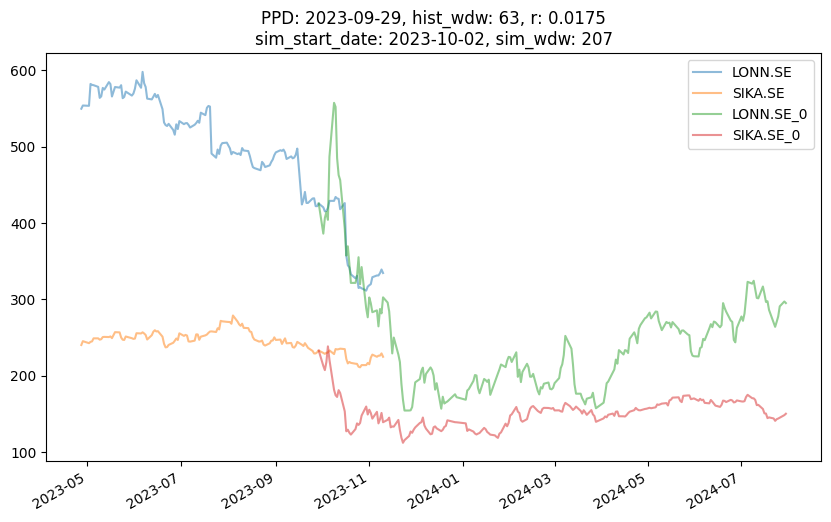 PPD: 2023-09-29, hist_wdw: 63, r: 0.0175
sim_start_date: 2023-10-02, sim_wdw: 207
LONN.SE
SIKA.SE
LONN.SE_0
SIKA.SE_0
600
500
400
300
200
100
2023-05
2023-07
2023-09
2023-11
2024-01
2024-03
2024-05
2024-07